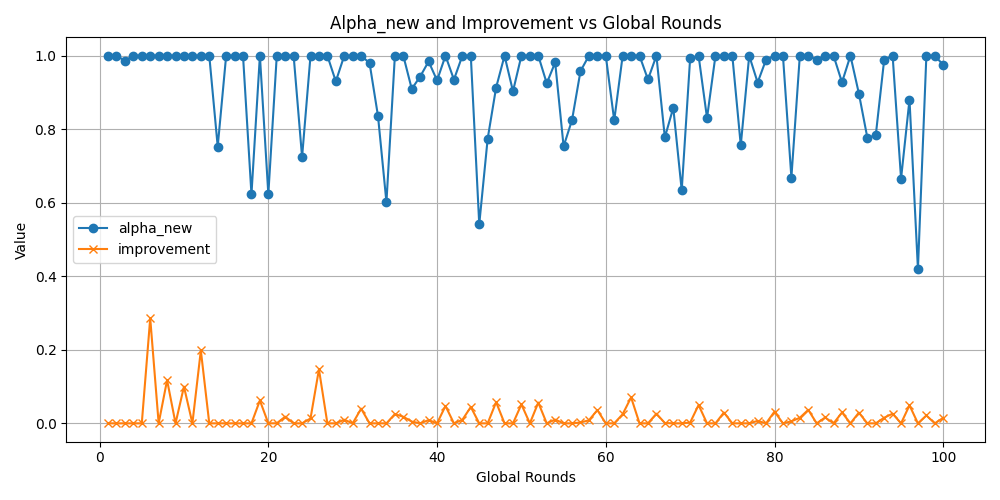 Alpha_new and Improvement vs Global Rounds
Value
1.0
0.8
0.6
0.4
0.2
0.0
alpha_new
improvement
0 20 40 60 80 100
Global Rounds